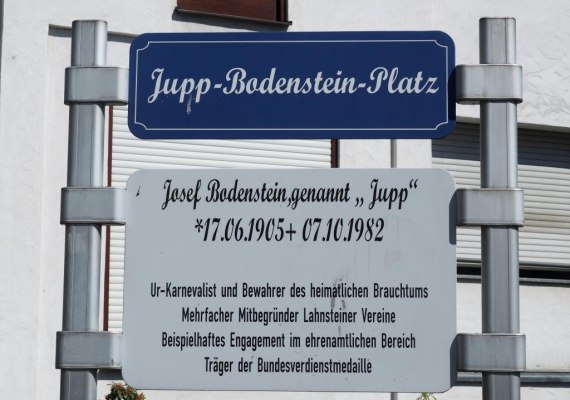 Jupp-Bodenstein-Platz
Josef Bodenstein,genannt „Jupp“
*17.06.1905+ 07.10.1982
Ur-Karnevalist und Bewahrer des heimatlichen Brauchtums
Mehrfacher Mitbegründer Lahnsteiner Vereine
Beispielhaftes Engagement im ehrenamtlichen Bereich
Träger der Bundesverdienstmedaille